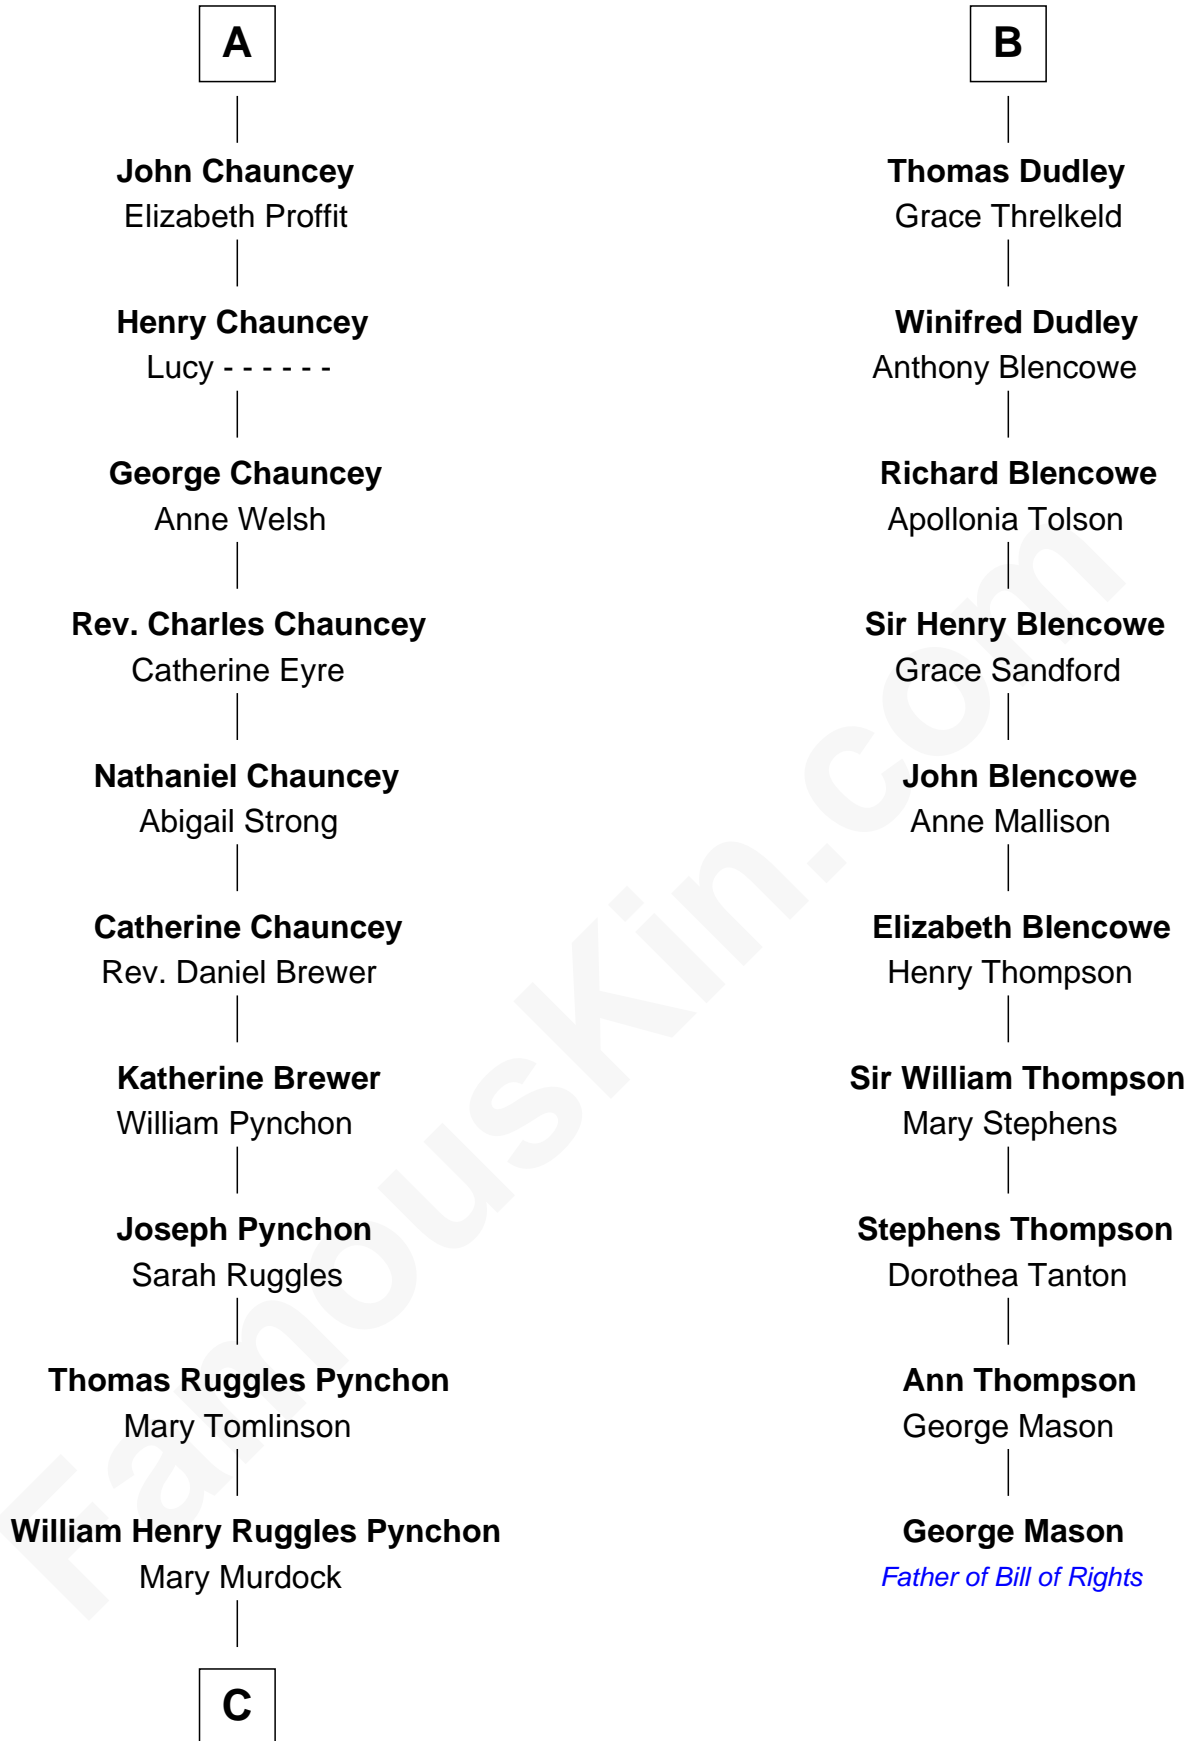 A
John Chauncey
Elizabeth Proffit
Henry Chauncey
Lucy - - - - - -
George Chauncey
Anne Welsh
Rev. Charles Chauncey
Catherine Eyre
Nathaniel Chauncey
Abigail Strong
Catherine Chauncey
Rev. Daniel Brewer
Katherine Brewer
William Pynchon
Joseph Pynchon
Sarah Ruggles
Thomas Ruggles Pynchon
Mary Tomlinson
William Henry Ruggles Pynchon
Mary Murdock
C
B
Thomas Dudley
Grace Threlkeld
Winifred Dudley
Anthony Blencowe
Richard Blencowe
Apollonia Tolson
Sir Henry Blencowe
Grace Sandford
John Blencowe
Anne Mallison
Elizabeth Blencowe
Henry Thompson
Sir William Thompson
Mary Stephens
Stephens Thompson
Dorothea Tanton
Ann Thompson
George Mason
George Mason
Father of Bill of Rights
FamousKin.com